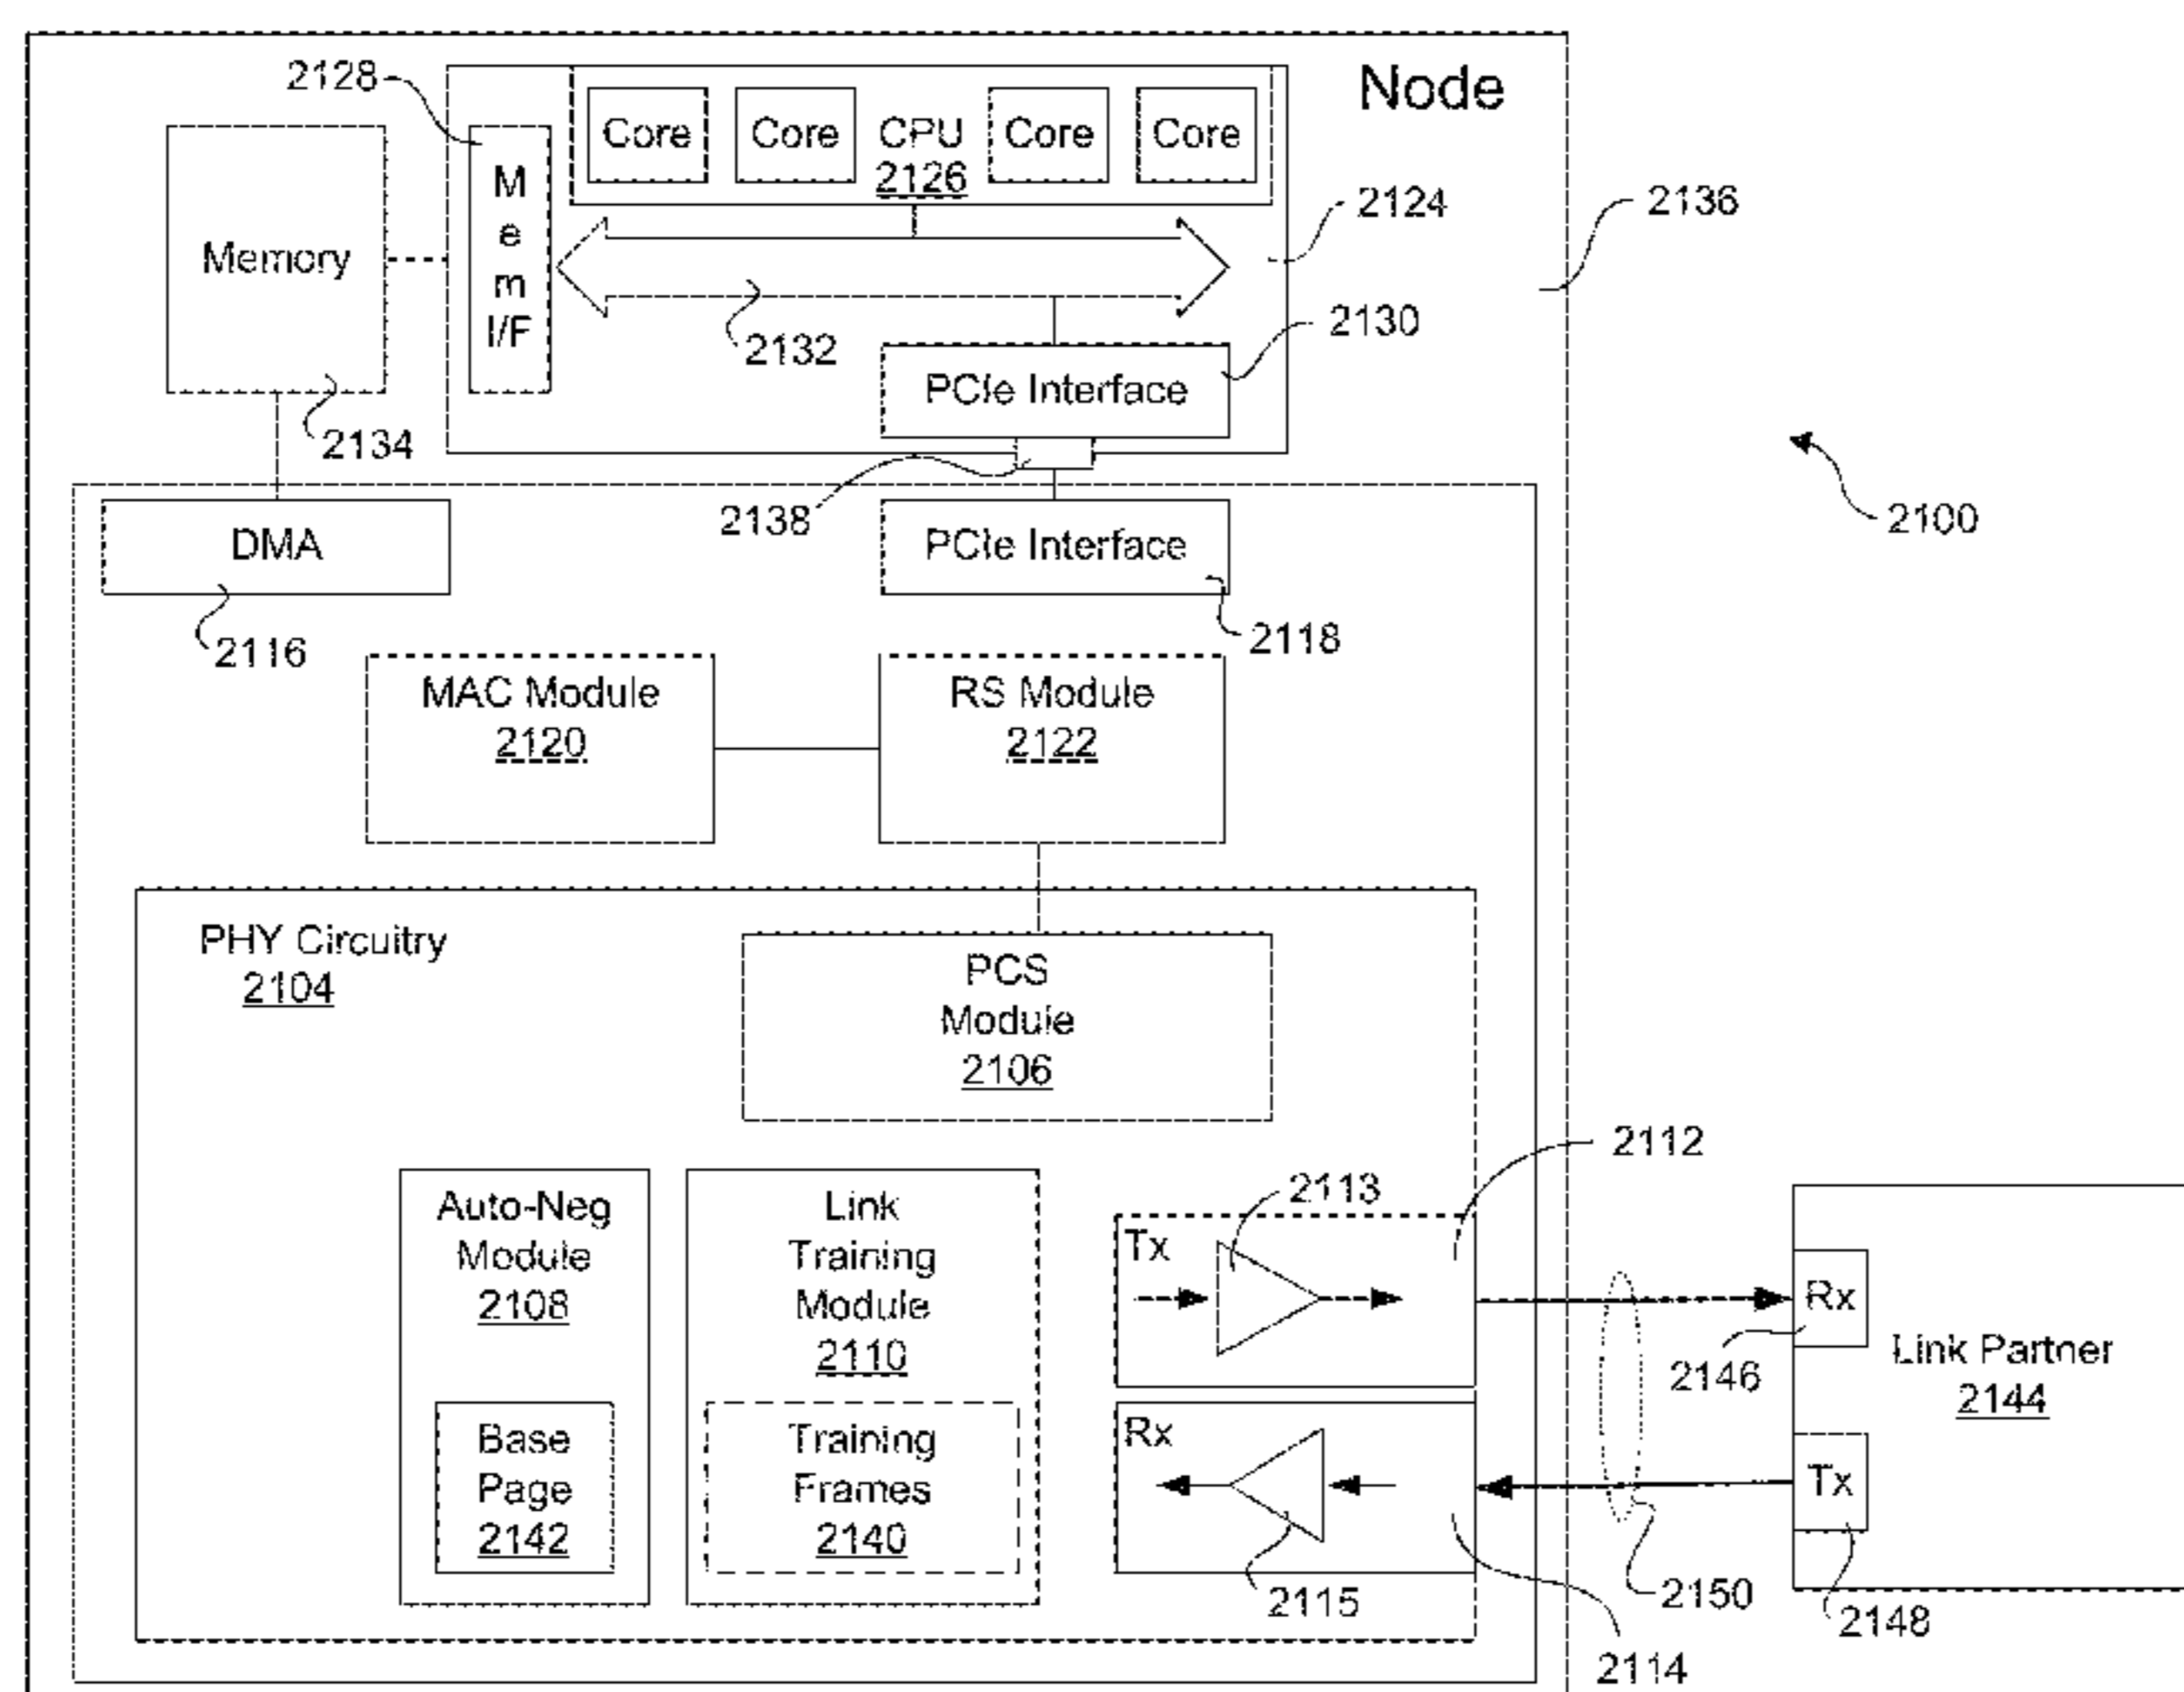 Node
2128
Core
Core
CPU
2126
Core
Core
M
e
m
I/F
2124
2136
Memory
2132
2130
PCIe Interface
2134
2138
2100
DMA
PCIe Interface
2116
2118
MAC Module
2120
RS Module
2122
PHY Circuitry
2104
PCS
Module
2106
2112
Auto-Neg
Module
2108
Link
Training
Module
2110
Tx
2113
Rx
2146
Link Partner
2144
Base
Page
2142
Training
Frames
2140
Rx
2115
Tx
2150
2148
2114